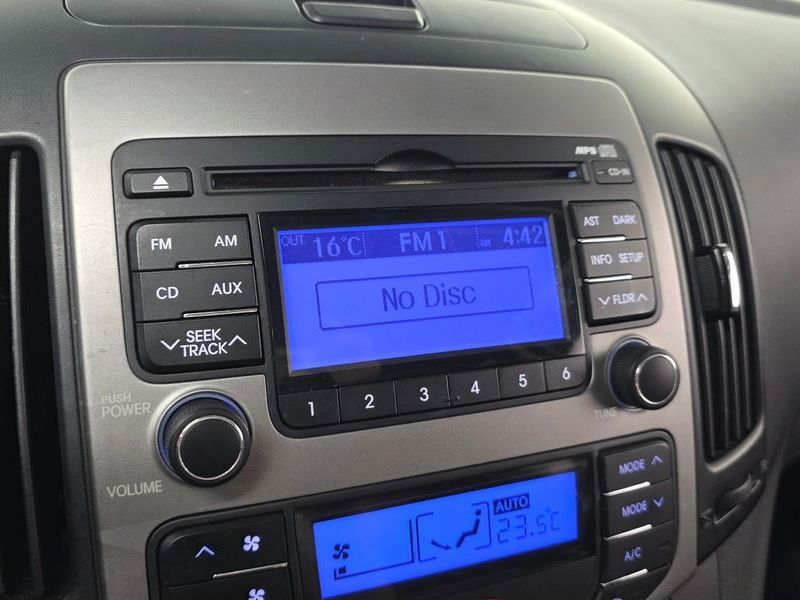 MP3
CD-IN
FM AM
AST DARK
OUT 16°C FM1 AM 4:42
CD AUX
INFO SETUP
No Disc
SEEK
TRACK
FLDR
1 2 3 4 5 6
PUSH
POWER
TUNE
VOLUME
MODE
MODE
AUTO
23.5°C
A/C